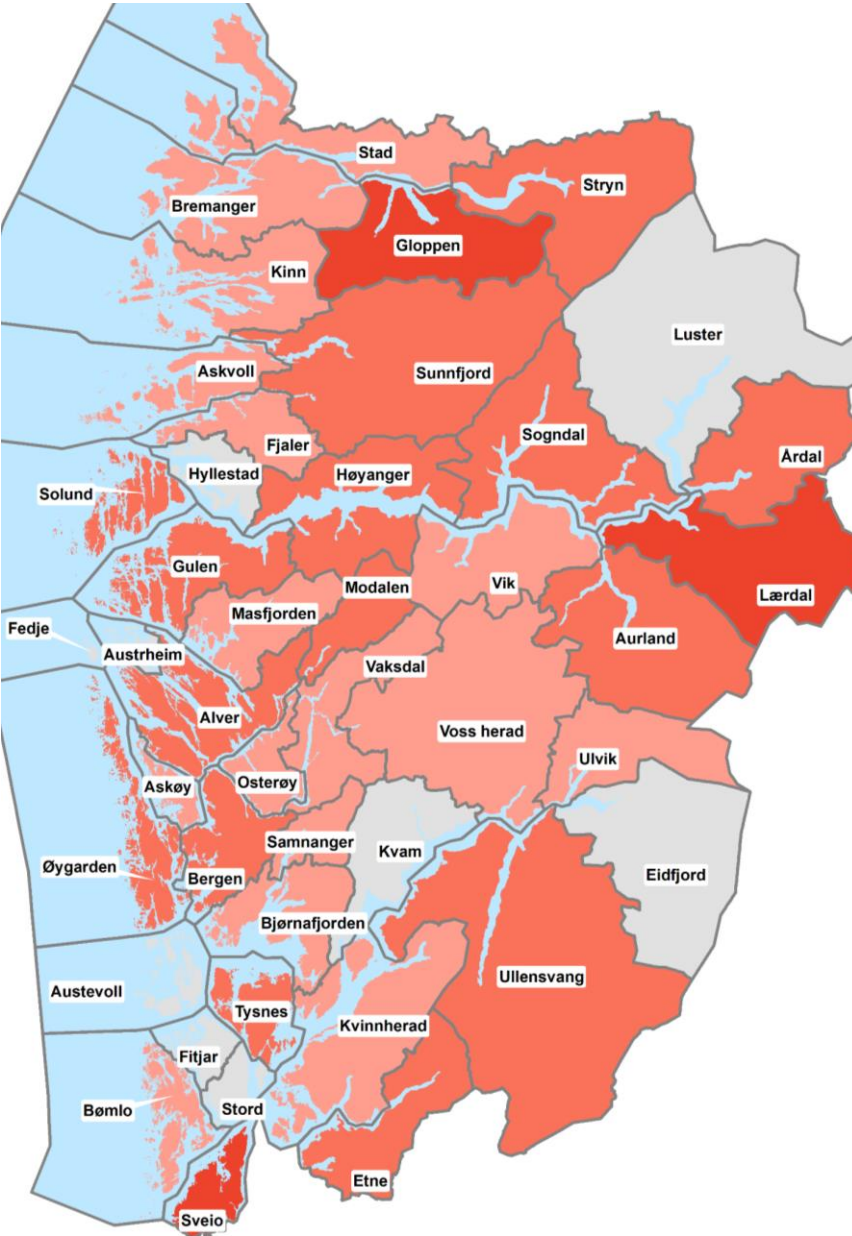 Stad
Stryn
Bremanger
Gloppen
Kinn
Luster
Askvoll
Sunnfjord
Sogndal
Fjaler
Årdal
Hyllestad
Høyanger
Solund
Gulen
Modalen
Vik
Lærdal
Masfjorden
Fedje
Aurland
Austrheim
Vaksdal
Alver
Voss herad
Ulvik
Askøy
Osterøy
Samnanger
Kvam
Øygarden
Bergen
Eidfjord
Bjørnafjorden
Ullensvang
Austevoll
Tysnes
Kvinnherad
Fitjar
Bømlo
Stord
Etne
Sveio